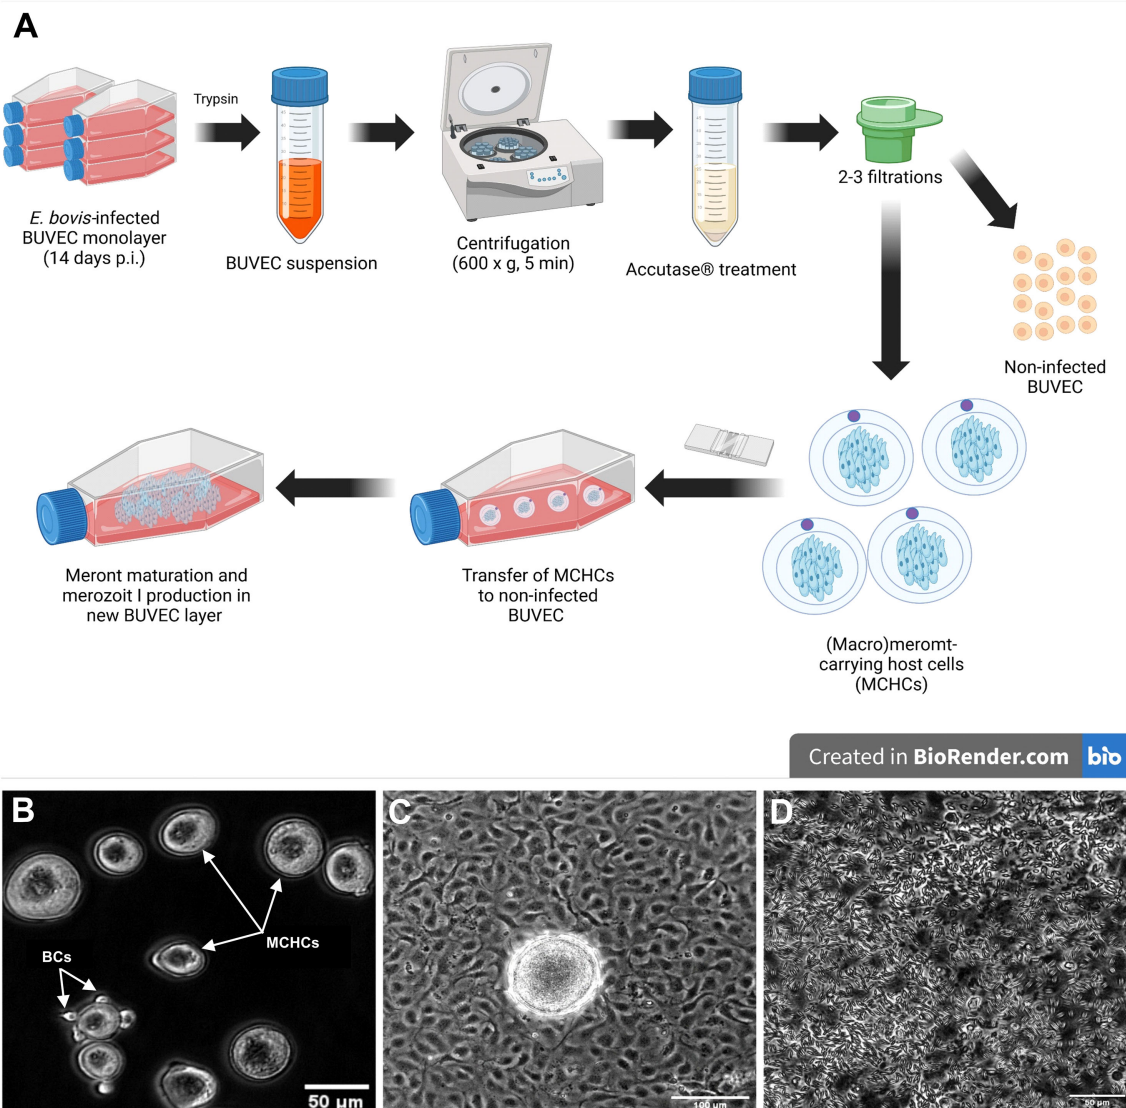 A
Trypsin
E. bovis-infected
BUVEC monolayer
(14 days p.i.)
BUVEC suspension
Centrifugation
(600 x g, 5 min)
Accutase® treatment
2-3 filtrations
Non-infected
BUVEC
Meront maturation and
merozoit I production in
new BUVEC layer
Transfer of MCHCs
to non-infected
BUVEC
(Macro)meromt-
carrying host cells
(MCHCs)
Created in BioRender.com bio
B
MCHCs
BCs
50 µm
C
100 µm
D
50 µm